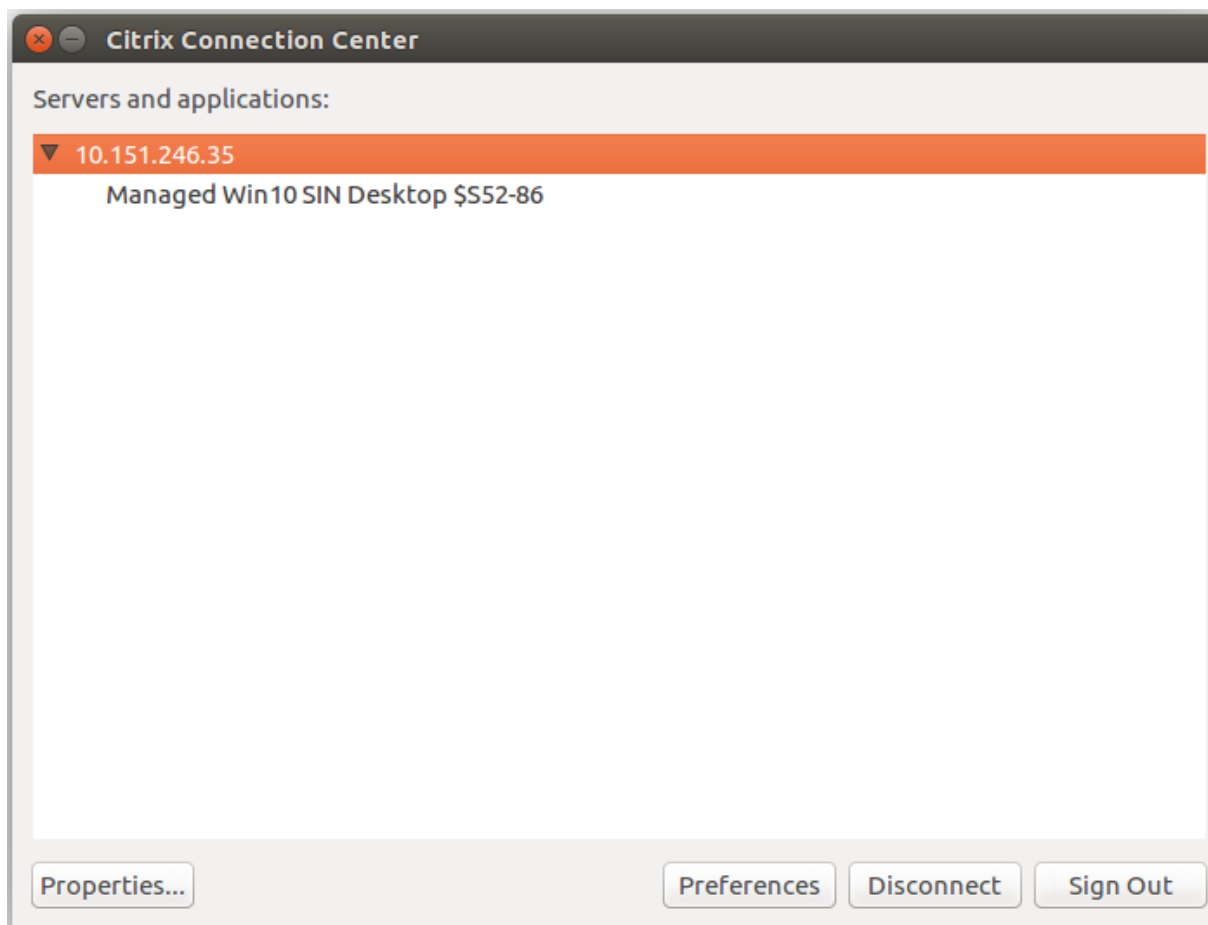 Citrix Connection Center
Servers and applications:
10.151.246.35
Managed Win10 SIN Desktop $S52-86
Properties...
Preferences
Disconnect
Sign Out